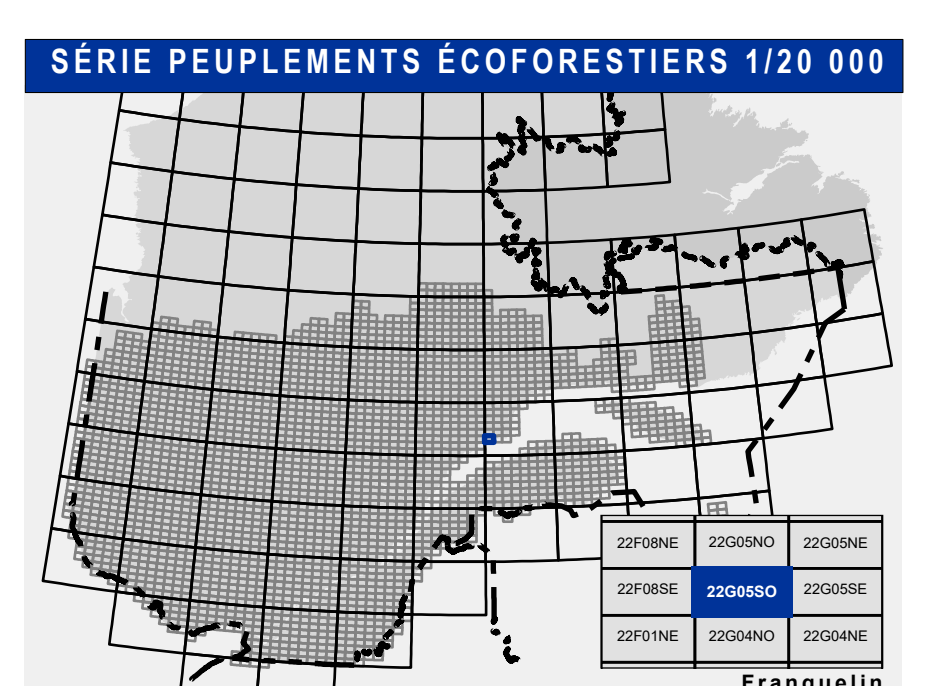 SÉRIE PEUPLEMENTS ÉCOFORESTIERS 1/20 000
22F08NE 22G05NO 22G05NE
22F08SE 22G05SO 22G05SE
22F01NE 22G04NO 22G04NE
Franquelin